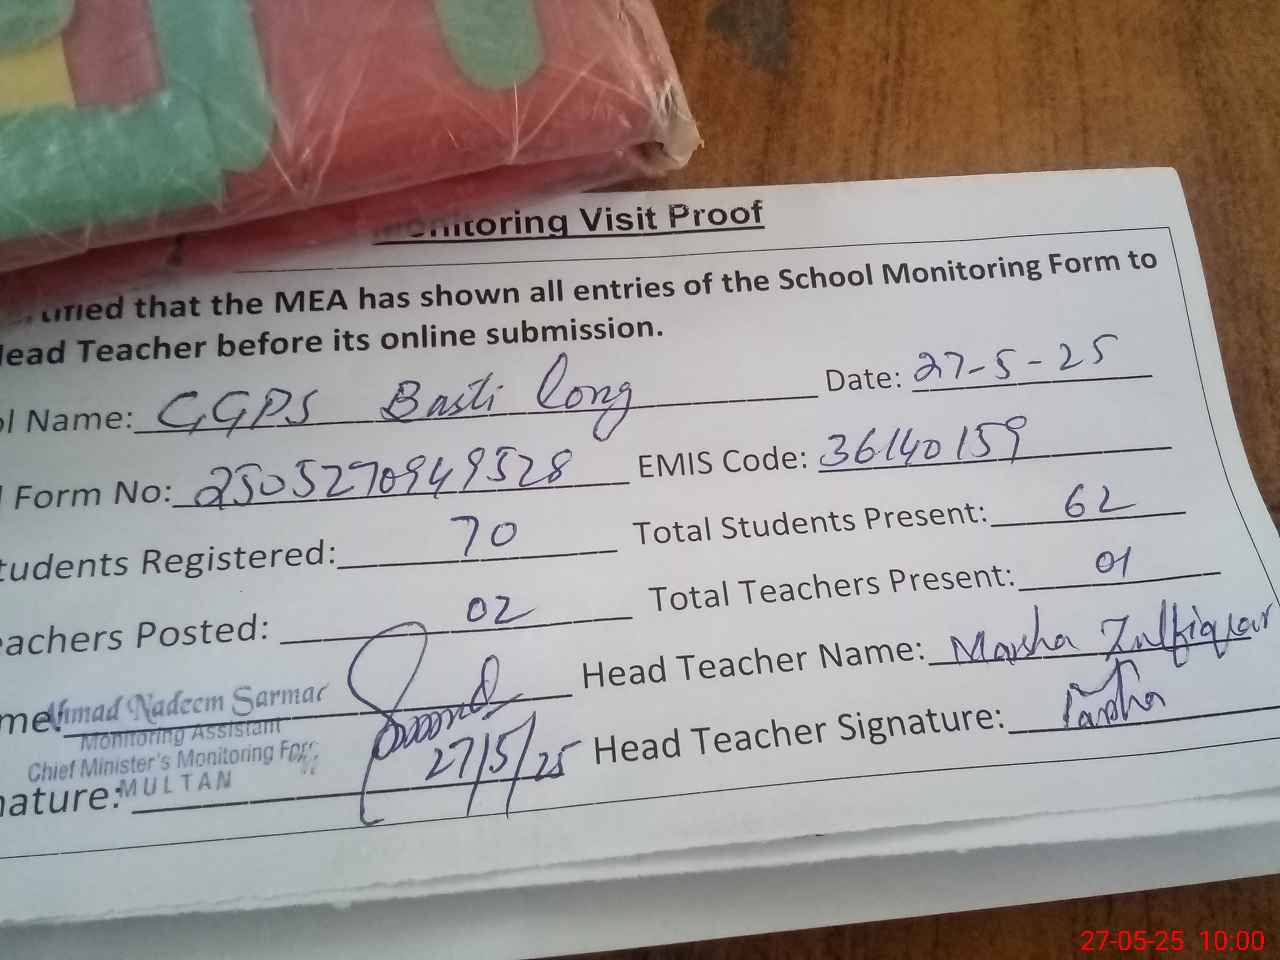 Monitoring Visit Proof
tified that the MEA has shown all entries of the School Monitoring Form to
Head Teacher before its online submission.
ol Name: GGPS Basti long Date: 27-5-25
Form No: 2505270949528 EMIS Code: 36140159
tudents Registered: 70 Total Students Present: 62
eachers Posted: 02 Total Teachers Present: 01
me: Ahmad Nadeem Sarmad Head Teacher Name: Marsha Zulfiqar
Monitoring Assistant
Chief Minister's Monitoring Force
MULTAN
nature: 27/5/25 Head Teacher Signature:
27-05-25 10:00